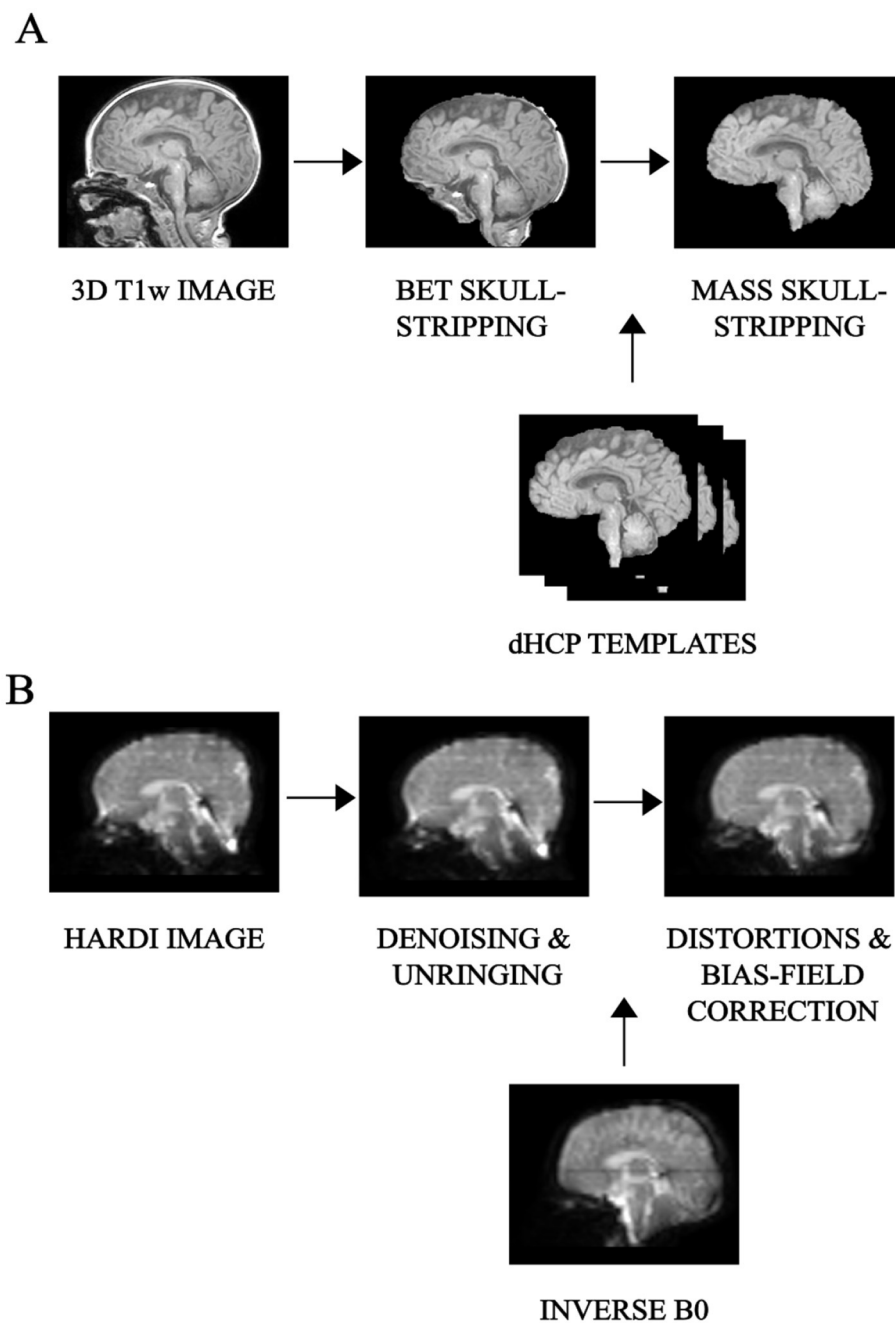 A
3D T1w IMAGE
BET SKULL-
STRIPPING
MASS SKULL-
STRIPPING
dHCP TEMPLATES
B
HARDI IMAGE
DENOISING &
UNRINGING
DISTORTIONS &
BIAS-FIELD
CORRECTION
INVERSE B0